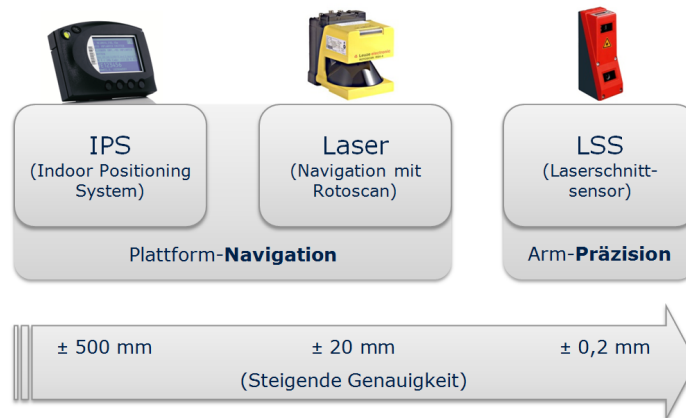 IPS
(Indoor Positioning
System)
Laser
(Navigation mit
Rotoscan)
LSS
(Laserschnitt-
sensor)
Plattform-Navigation
Arm-Präzision
± 500 mm
± 20 mm
± 0,2 mm
(Steigende Genauigkeit)